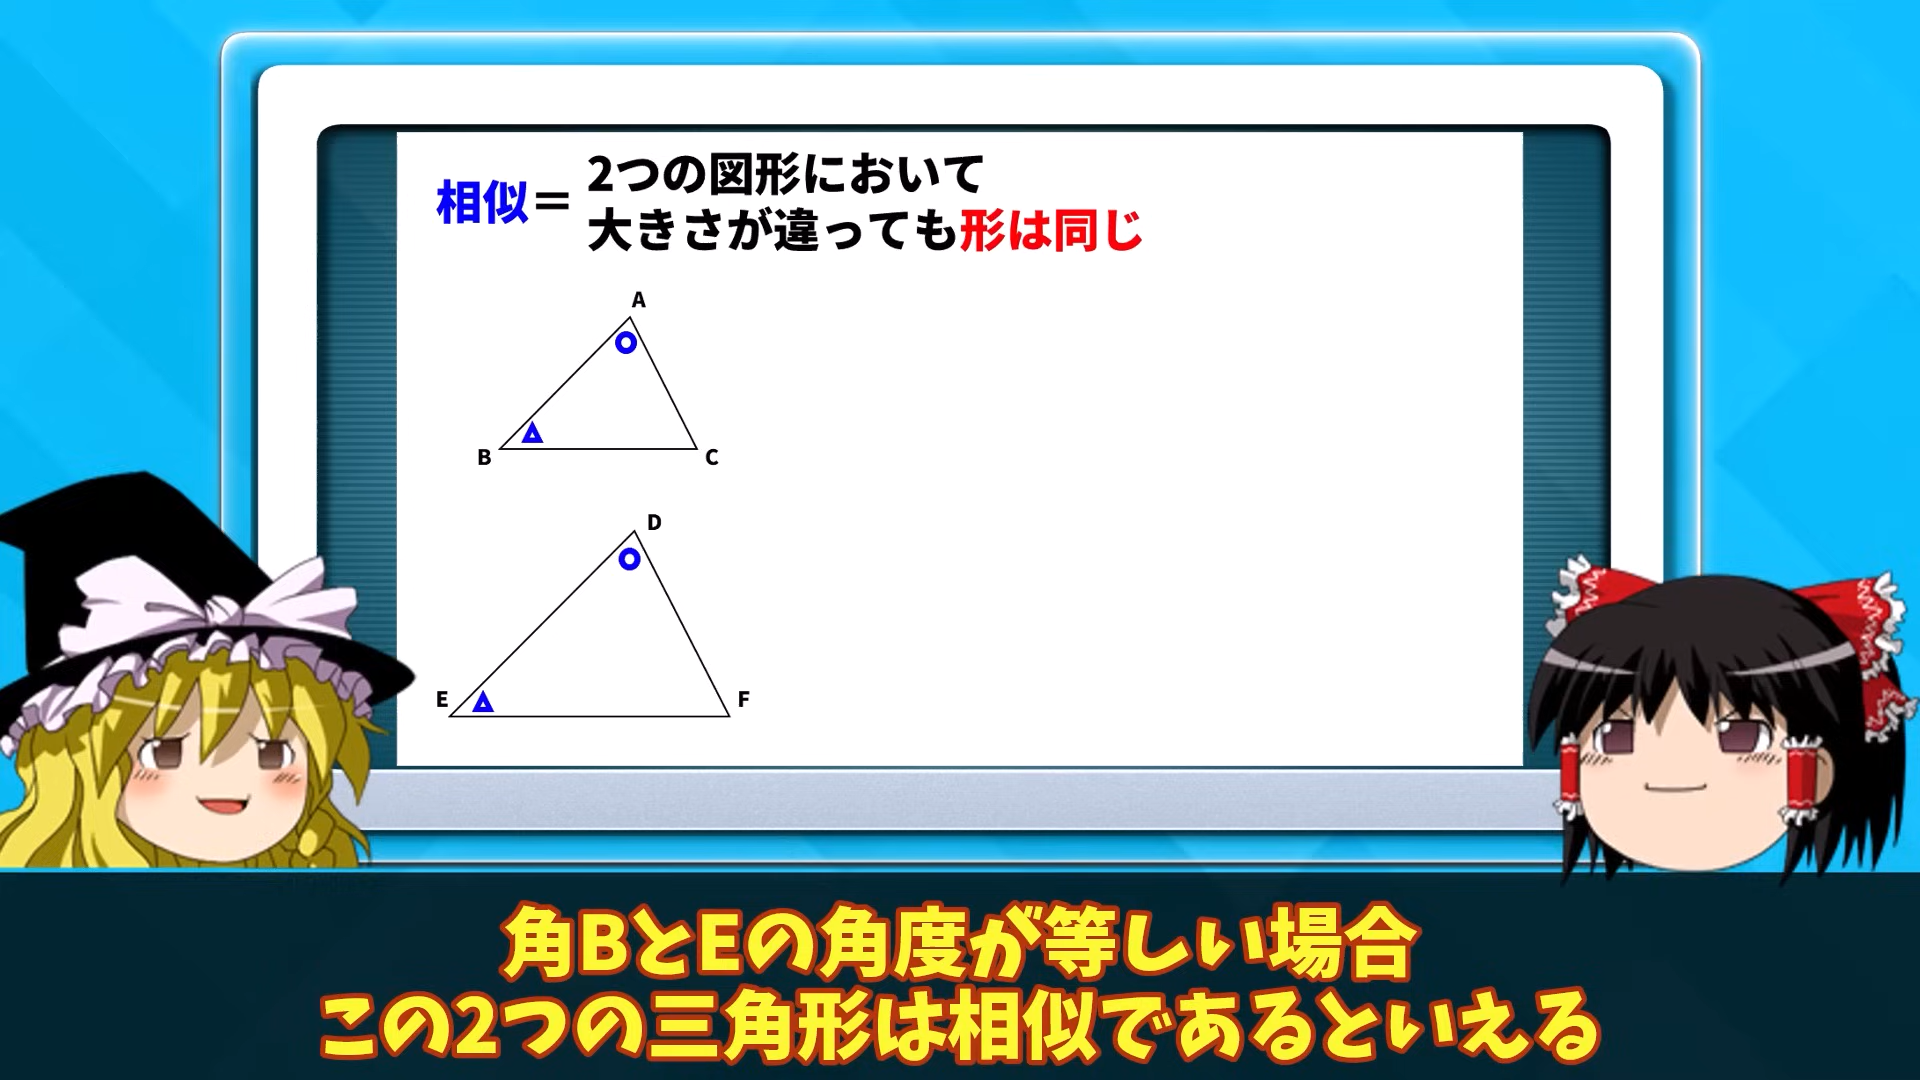 相似＝
2つの図形において
大きさが違っても形は同じ
A
B
C
D
E
F
角BとEの角度が等しい場合
この2つの三角形は相似であるといえる